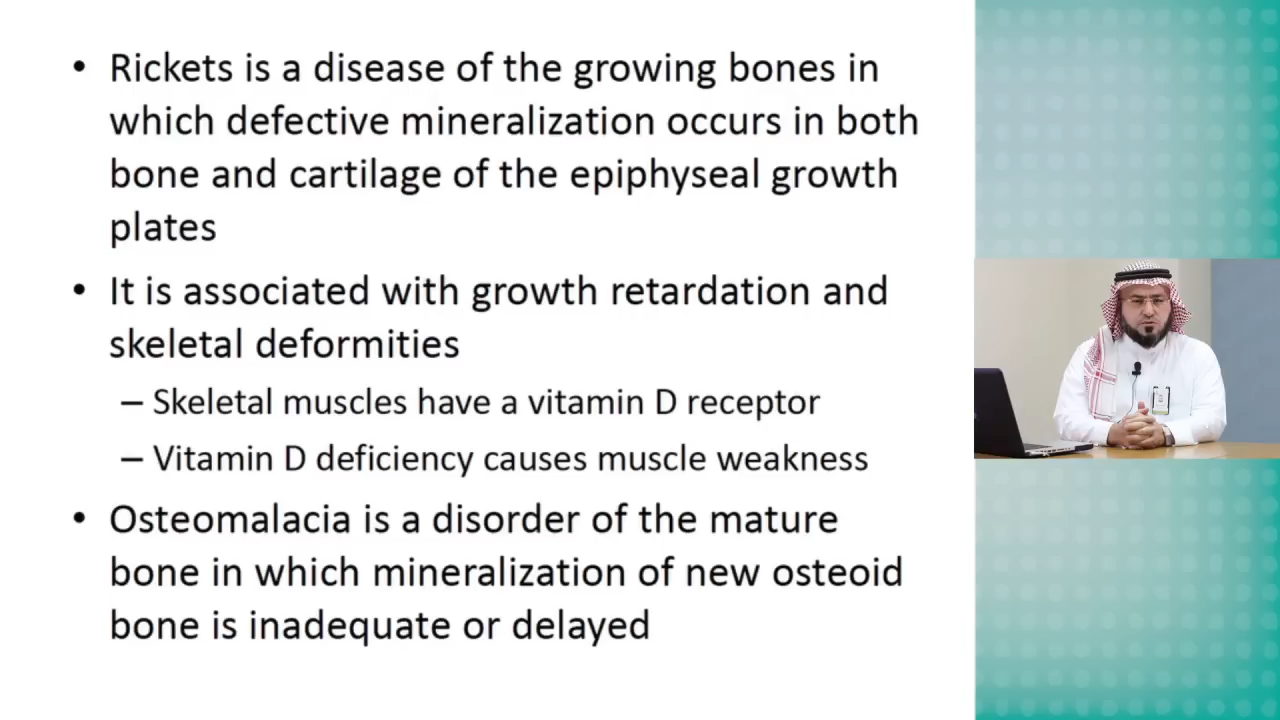 • Rickets is a disease of the growing bones in
which defective mineralization occurs in both
bone and cartilage of the epiphyseal growth
plates
• It is associated with growth retardation and
skeletal deformities
– Skeletal muscles have a vitamin D receptor
– Vitamin D deficiency causes muscle weakness
• Osteomalacia is a disorder of the mature
bone in which mineralization of new osteoid
bone is inadequate or delayed